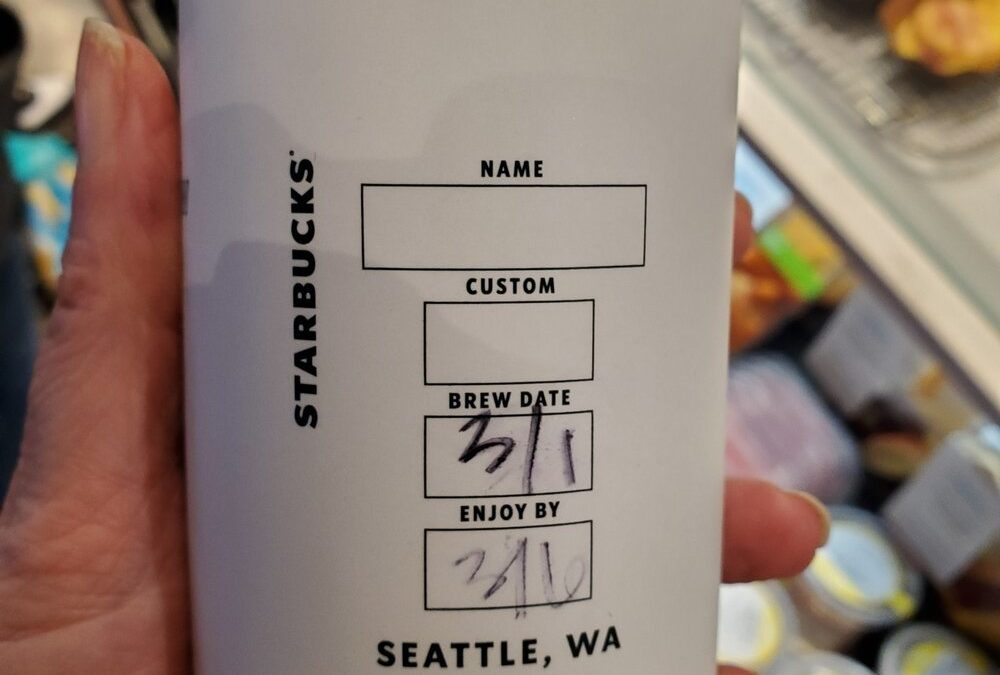 STARBUCKS
NAME
CUSTOM
BREW DATE
3/1
ENJOY BY
3/16
SEATTLE, WA